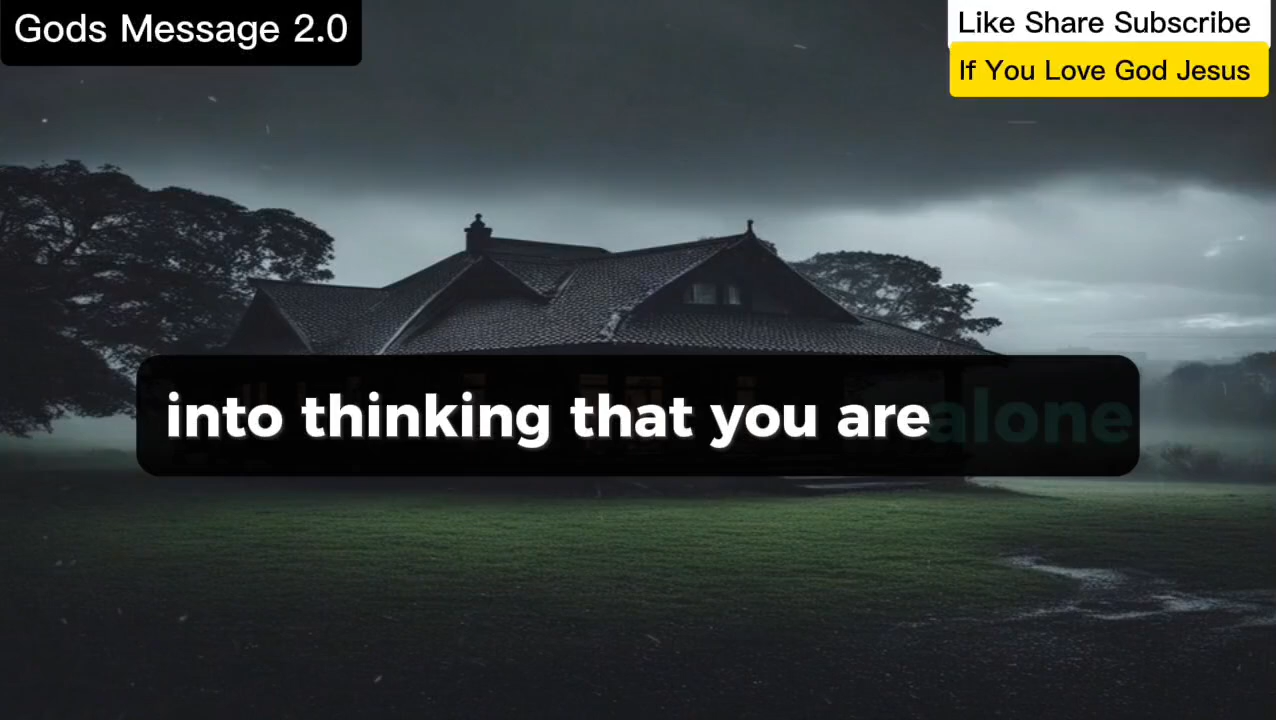 Gods Message 2.0
Like Share Subscribe
If You Love God Jesus
into thinking that you are alone